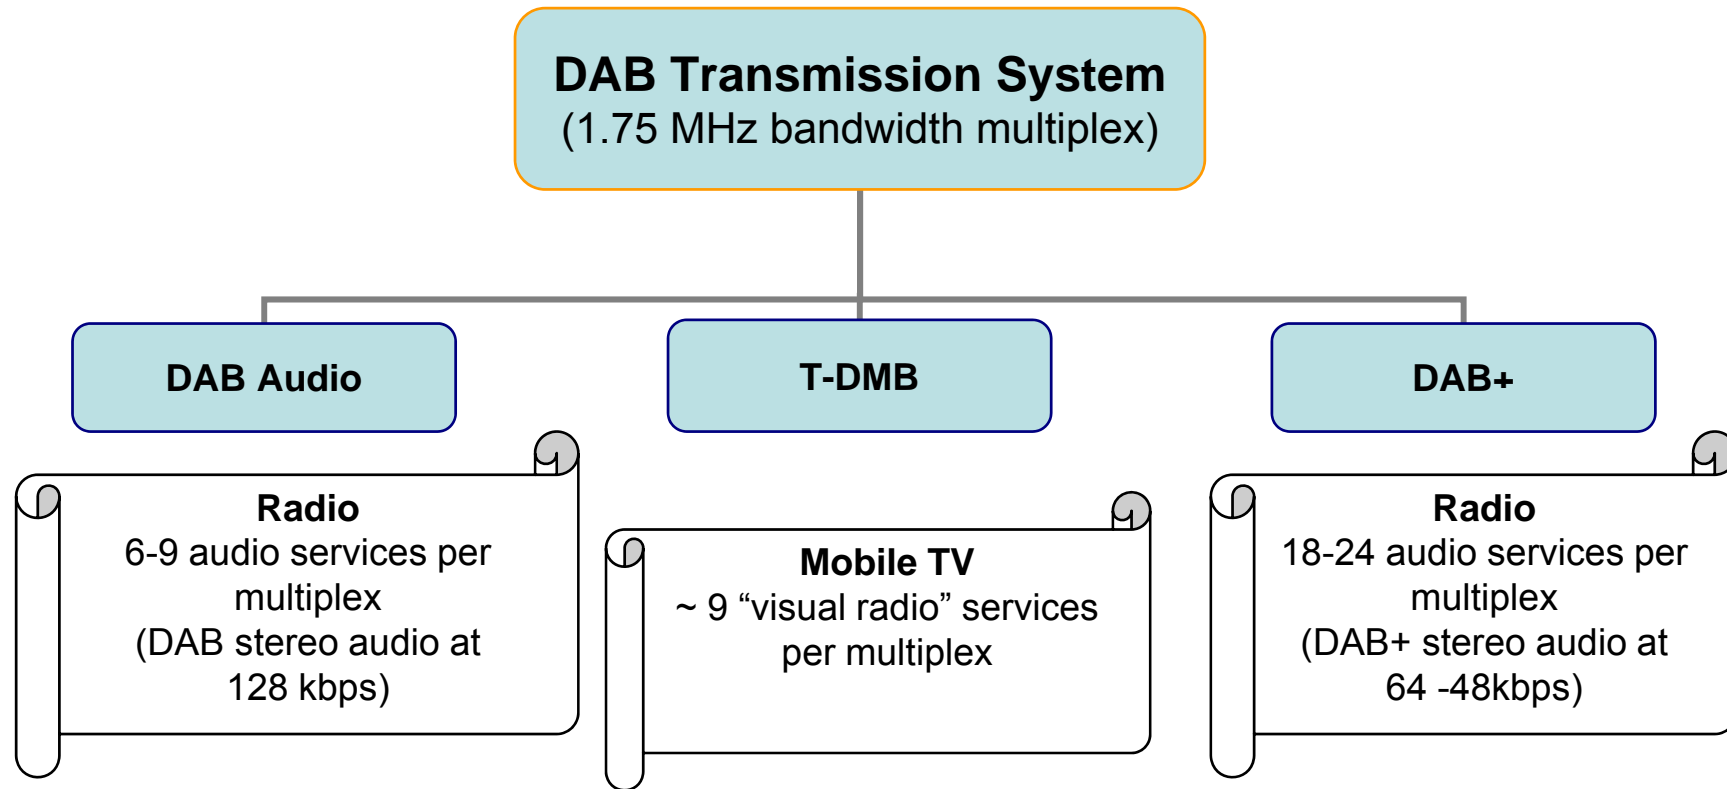 DAB Transmission System
(1.75 MHz bandwidth multiplex)
DAB Audio
T-DMB
DAB+
Radio
6-9 audio services per
multiplex
(DAB stereo audio at
128 kbps)
Mobile TV
~ 9 “visual radio” services
per multiplex
Radio
18-24 audio services per
multiplex
(DAB+ stereo audio at
64 -48kbps)